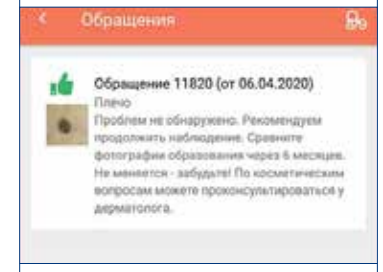 Обращения
Обращение 11820 (от 06.04.2020)
Плечо
Проблем не обнаружено. Рекомендуем
продолжить наблюдение. Сравните
фотографии образования через 6 месяцев.
Не меняется - забудьте! По косметическим
вопросам можете проконсультироваться у
дерматолога.